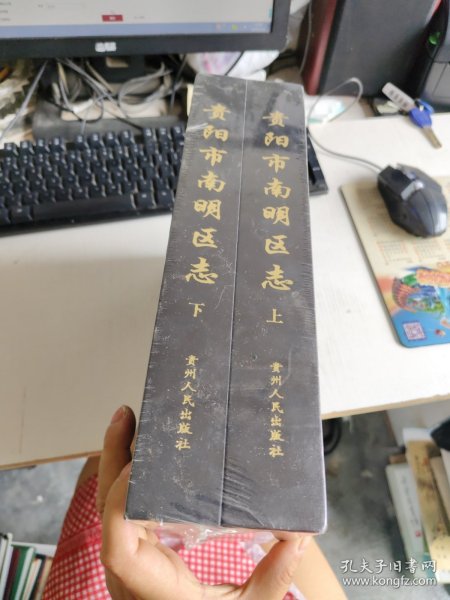 贵阳市南明区志
上
贵州人民出版社
贵阳市南明区志
下
贵州人民出版社
孔夫子旧书网
www.kongfz.com